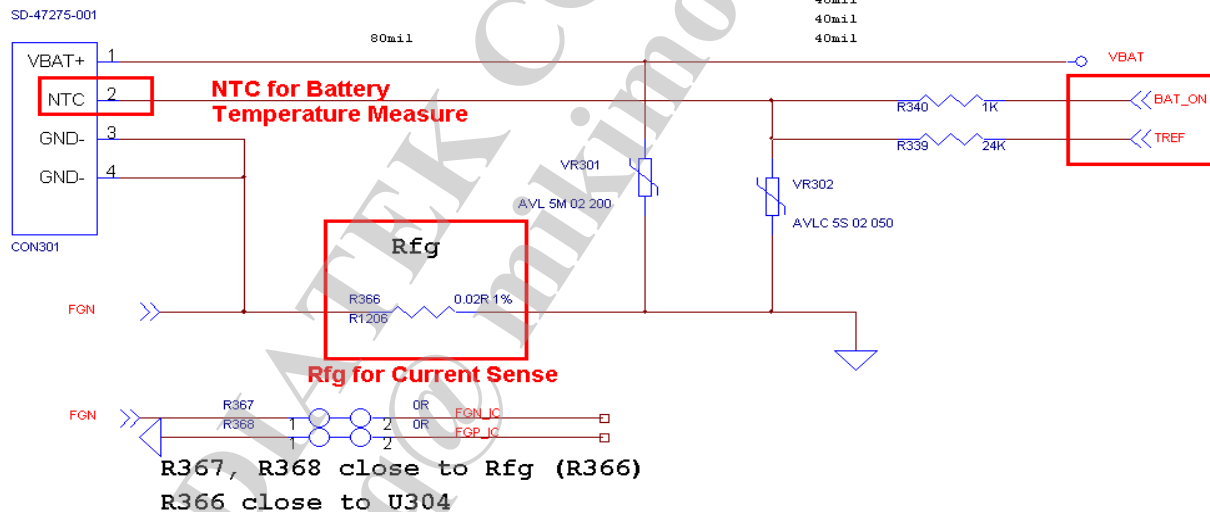 SD-47275-001
40mil
40mil
80mil
VBAT+ 1
VBAT
NTC 2
NTC for Battery
Temperature Measure
R340 1K
BAT_ON
GND- 3
R339 24K
TREF
GND- 4
VR301
AVL 5M 02 200
VR302
AVLC 5S 02 050
CON301
Rfg
FGN
R366
R1206
0.02R 1%
Rfg for Current Sense
FGN
R367 0R FGN_IC
1 2
R368 0R FGP_IC
1 2
R367, R368 close to Rfg (R366)
R366 close to U304